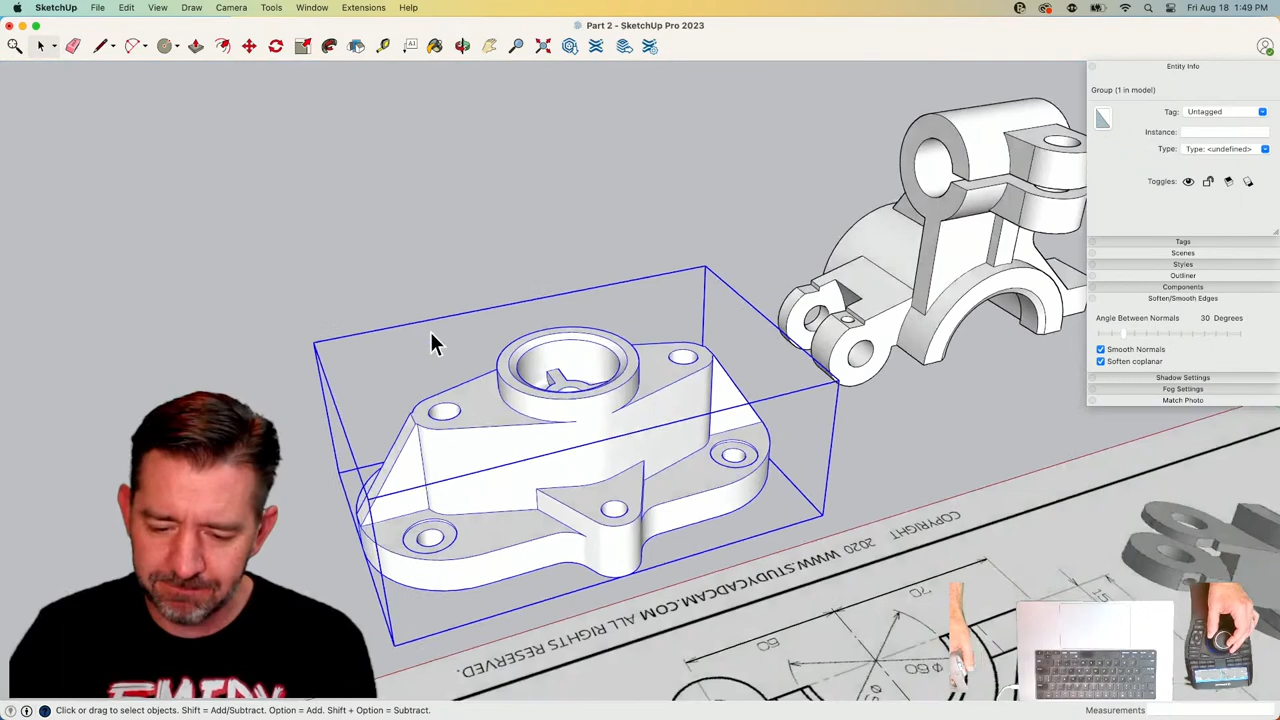 SketchUp File Edit View Draw Camera Tools Window Extensions Help Fri Aug 18 1:49 PM
Part 2 - SketchUp Pro 2023
Entity Info
Group (1 in model)
Tag: Untagged
Instance:
Type: Type: <undefined>
Toggles:
Tags
Scenes
Styles
Outliner
Components
Soften/Smooth Edges
Angle Between Normals 30 Degrees
Smooth Normals
Soften coplanar
Shadow Settings
Fog Settings
Match Photo
COPYRIGHT 2020 WWW.STUDYCADCAM.COM ALL RIGHTS RESERVED.
70
60
Φ60
Click or drag to select objects. Shift = Add/Subtract. Option = Add. Shift + Option = Subtract.
Measurements